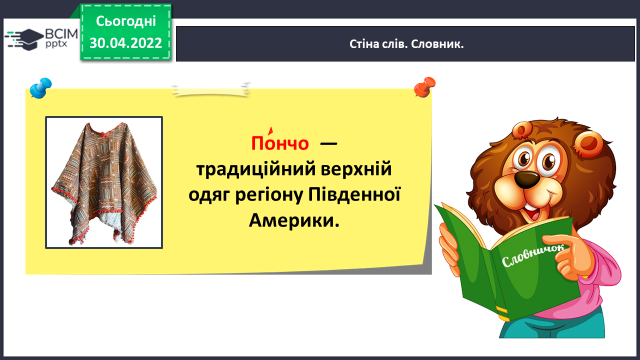 Сьогодні
30.04.2022
ВСІМ
pptx
Стіна слів. Словник.
Пончо —
традиційний верхній
одяг регіону Південної
Америки.
Словничок